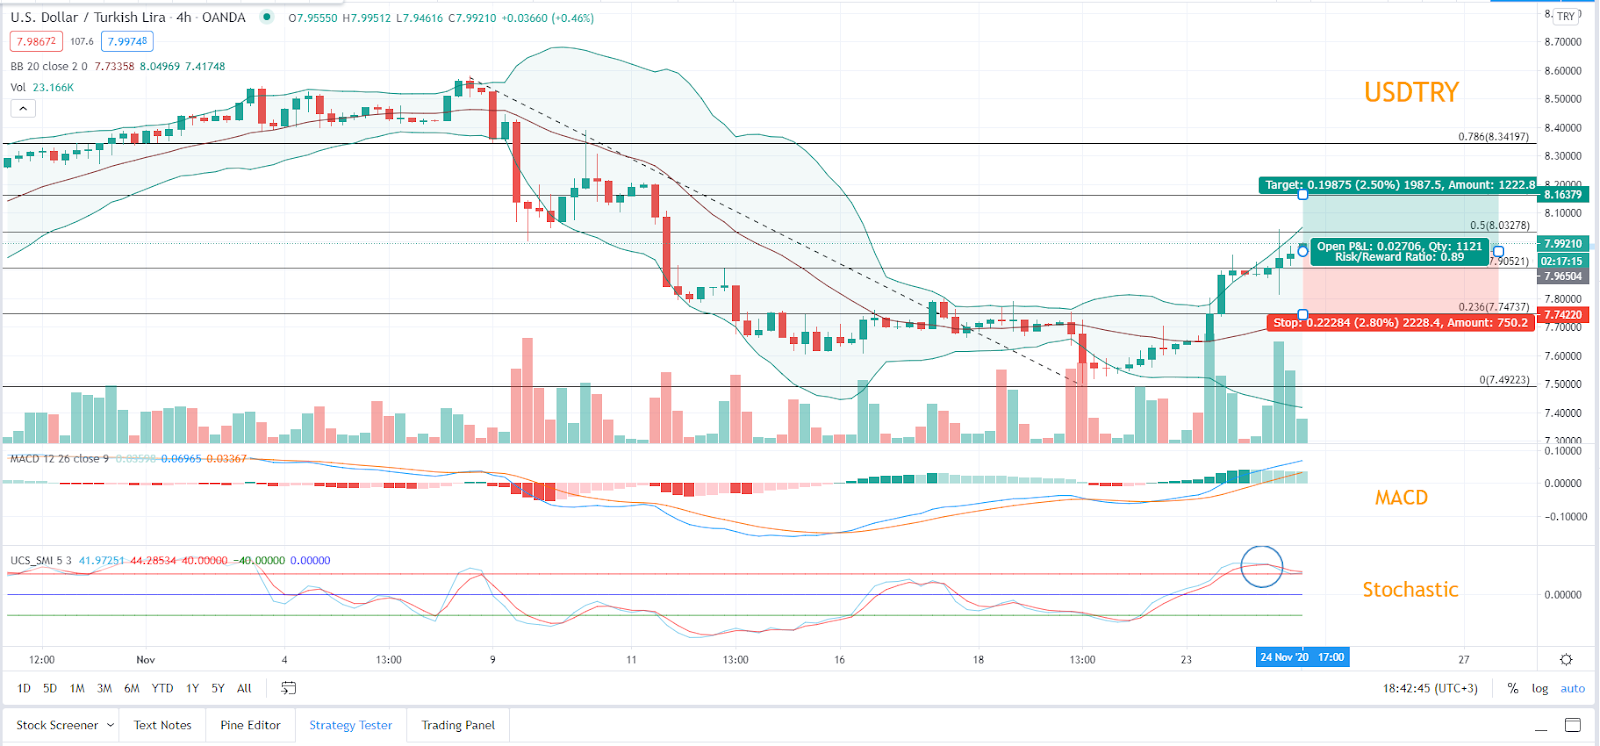 U.S. Dollar / Turkish Lira · 4h · OANDA O7.95550 H7.99512 L7.94616 C7.99210 +0.03660 (+0.46%)
7.98672 107.6 7.99748
BB 20 close 2 0 7.73358 8.04969 7.41748
Vol 23.166K
USDTRY
TRY
8.70000
8.60000
8.50000
8.40000
8.30000
8.20000
8.16379
8.10000
7.99210
02:17:15
7.96504
7.80000
7.74220
7.70000
7.60000
7.50000
7.40000
7.30000
0.786(8.34197)
Target: 0.19875 (2.50%) 1987.5, Amount: 1222.8
0.5(8.03278)
Open P&L: 0.02706, Qty: 1121
Risk/Reward Ratio: 0.89
7.90521)
0.236(7.74737)
Stop: 0.22284 (2.80%) 2228.4, Amount: 750.2
0(7.49223)
MACD 12 26 close 9 0.03598 0.06965 0.03367
0.10000
0.00000
−0.10000
MACD
UCS_SMI 5 3 41.97251 44.28534 40.00000 −40.00000 0.00000
Stochastic
0.00000
12:00 Nov 4 13:00 9 11 13:00 16 18 13:00 23 24 Nov '20 17:00 27
1D 5D 1M 3M 6M YTD 1Y 5Y All 18:42:45 (UTC+3) % log auto
Stock Screener Text Notes Pine Editor Strategy Tester Trading Panel